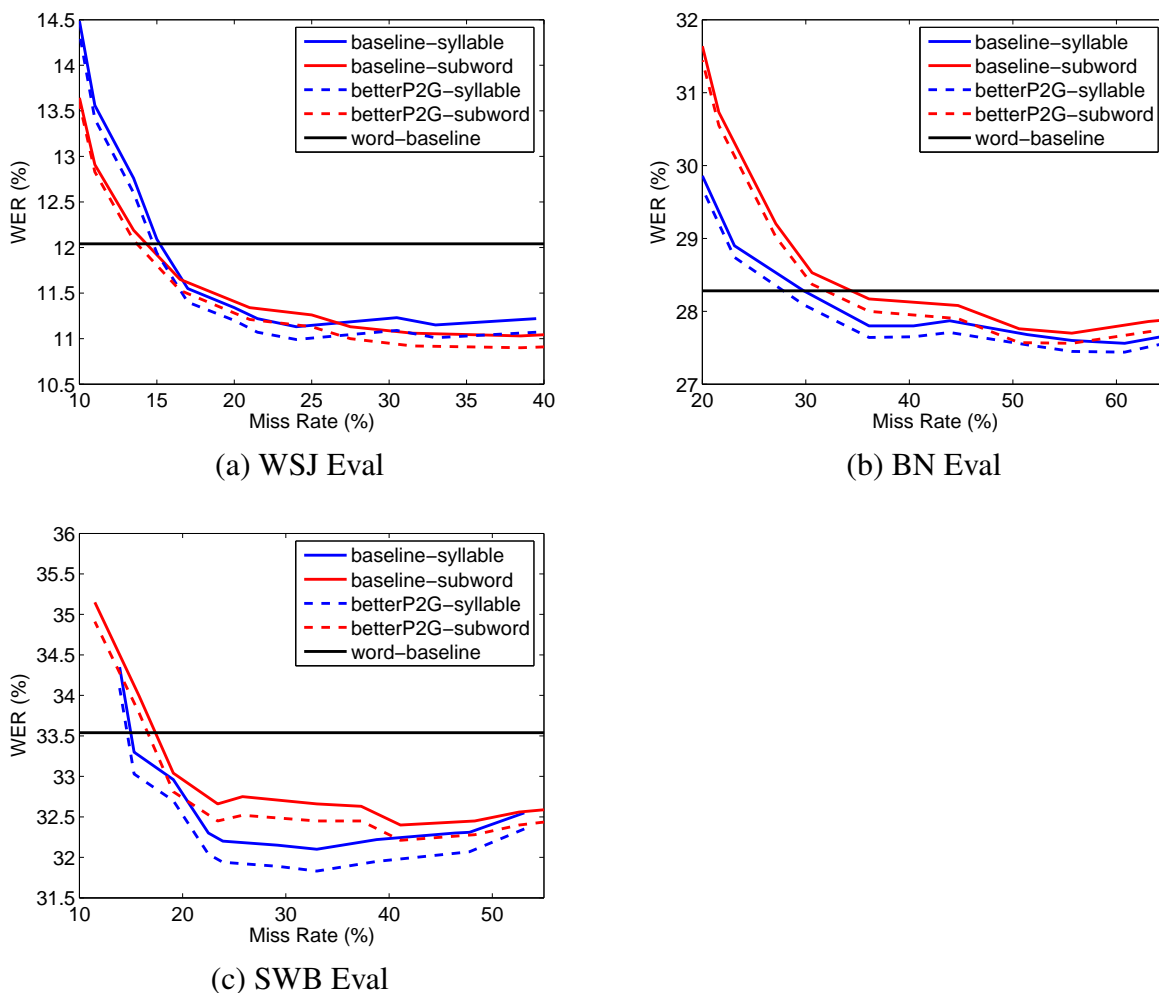 14.5
14
13.5
13
12.5
12
11.5
11
10.5
WER (%)
10 15 20 25 30 35 40
Miss Rate (%)
baseline−syllable
baseline−subword
betterP2G−syllable
betterP2G−subword
word−baseline
(a) WSJ Eval
32
31
30
29
28
27
WER (%)
20 30 40 50 60
Miss Rate (%)
baseline−syllable
baseline−subword
betterP2G−syllable
betterP2G−subword
word−baseline
(b) BN Eval
36
35.5
35
34.5
34
33.5
33
32.5
32
31.5
WER (%)
10 20 30 40 50
Miss Rate (%)
baseline−syllable
baseline−subword
betterP2G−syllable
betterP2G−subword
word−baseline
(c) SWB Eval